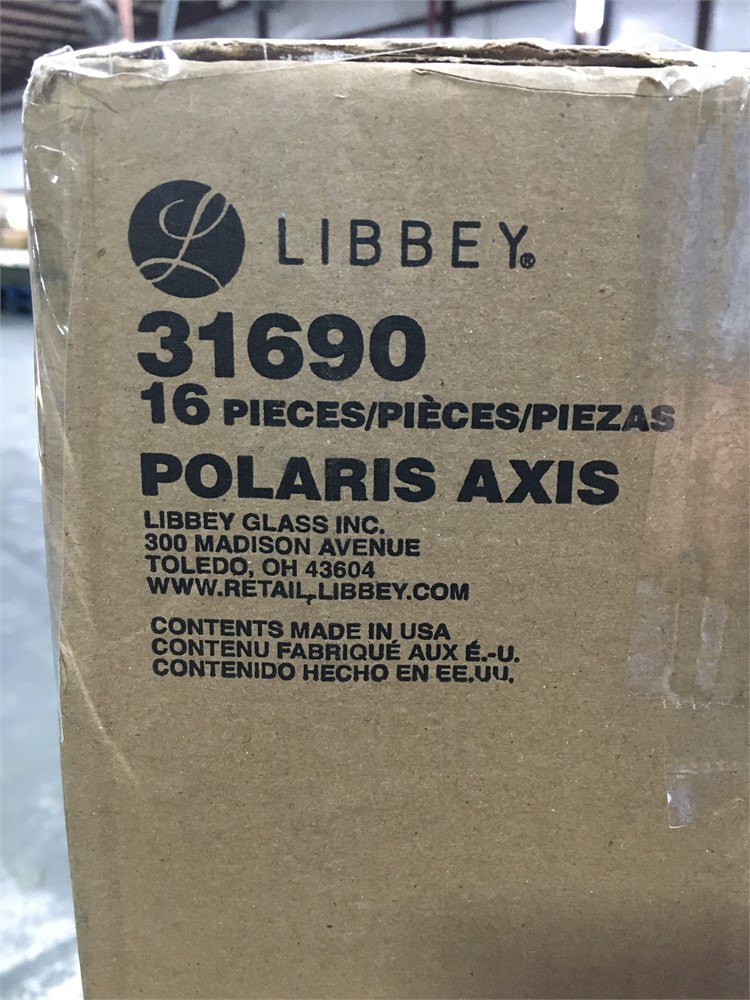 LIBBEY®
31690
16 PIECES/PIÈCES/PIEZAS
POLARIS AXIS
LIBBEY GLASS INC.
300 MADISON AVENUE
TOLEDO, OH 43604
WWW.RETAIL.LIBBEY.COM
CONTENTS MADE IN USA
CONTENU FABRIQUÉ AUX É.-U.
CONTENIDO HECHO EN EE.UU.